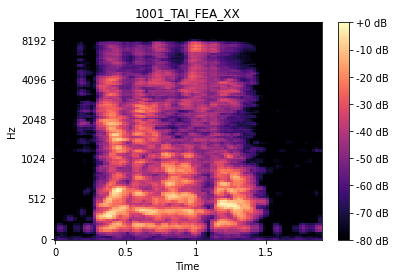 1001_TAI_FEA_XX
+0 dB
8192
-10 dB
4096
-20 dB
-30 dB
2048
Hz
-40 dB
1024
-50 dB
512
-60 dB
-70 dB
0
-80 dB
0
0.5
1
1.5
Time